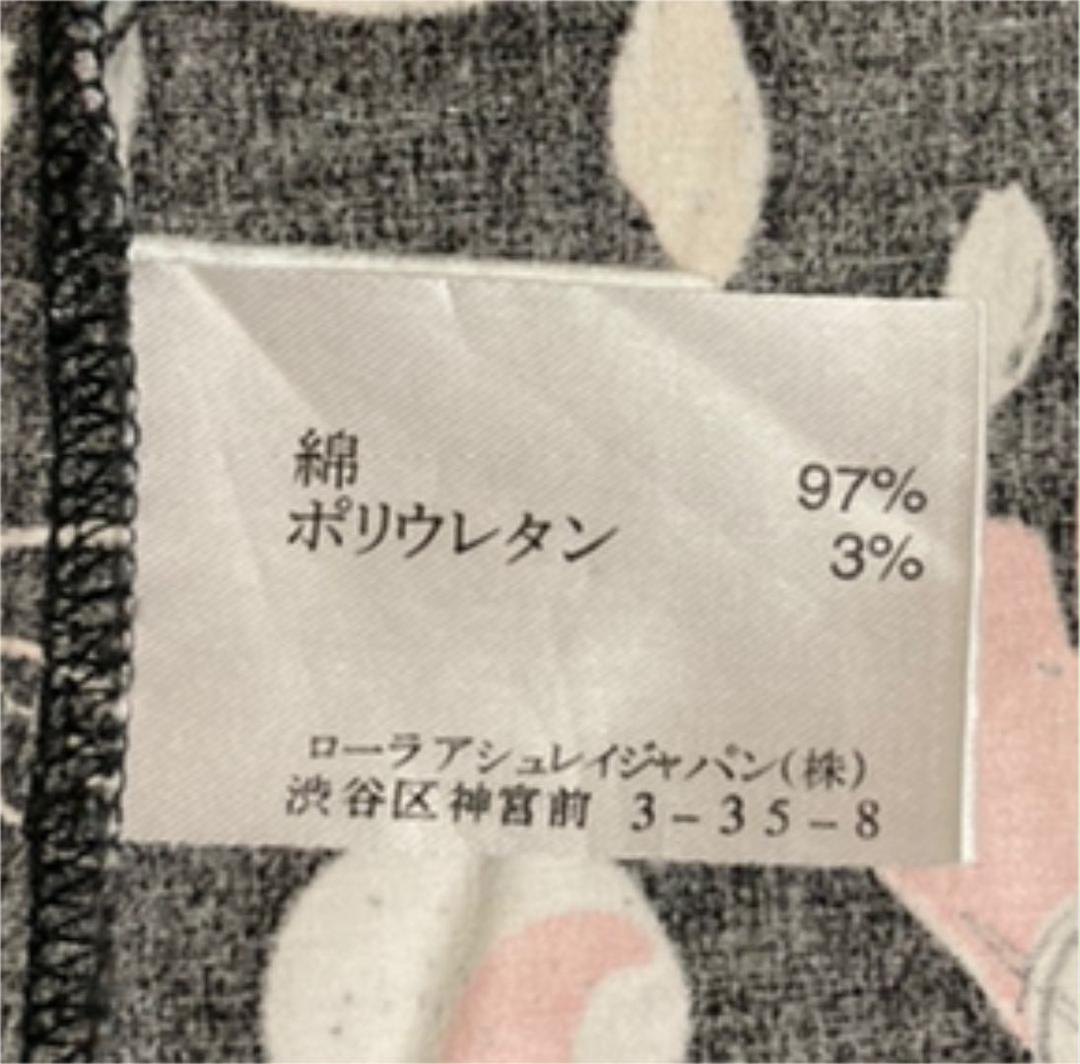 綿 97%
ポリウレタン 3%
ローラアシュレイジャパン(株)
渋谷区神宮前 3-35-8